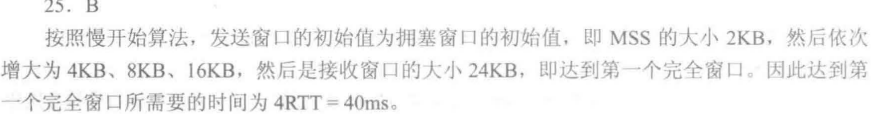 25. B
按照慢开始算法，发送窗口的初始值为拥塞窗口的初始值，即 MSS 的大小 2KB，然后依次
增大为 4KB、8KB、16KB，然后是接收窗口的大小 24KB，即达到第一个完全窗口。因此达到第
一个完全窗口所需要的时间为 4RTT = 40ms。